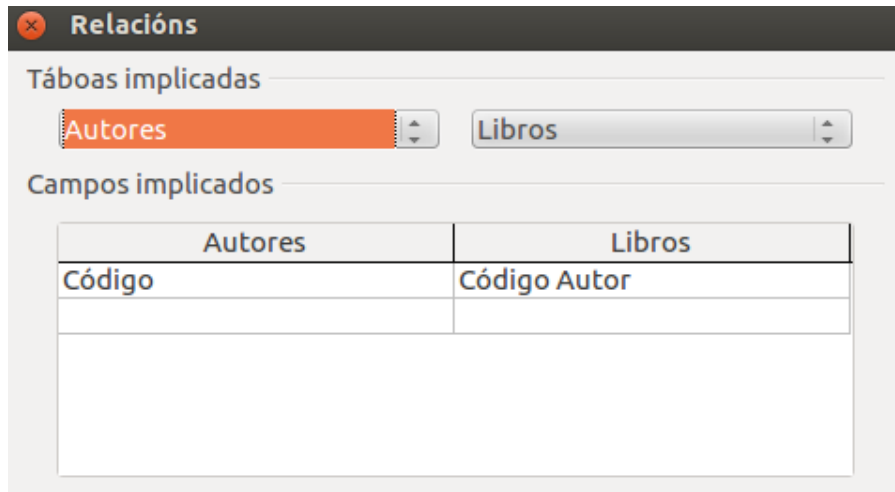 Relacións
Táboas implicadas
Autores Libros
Campos implicados
Autores Libros
Código Código Autor